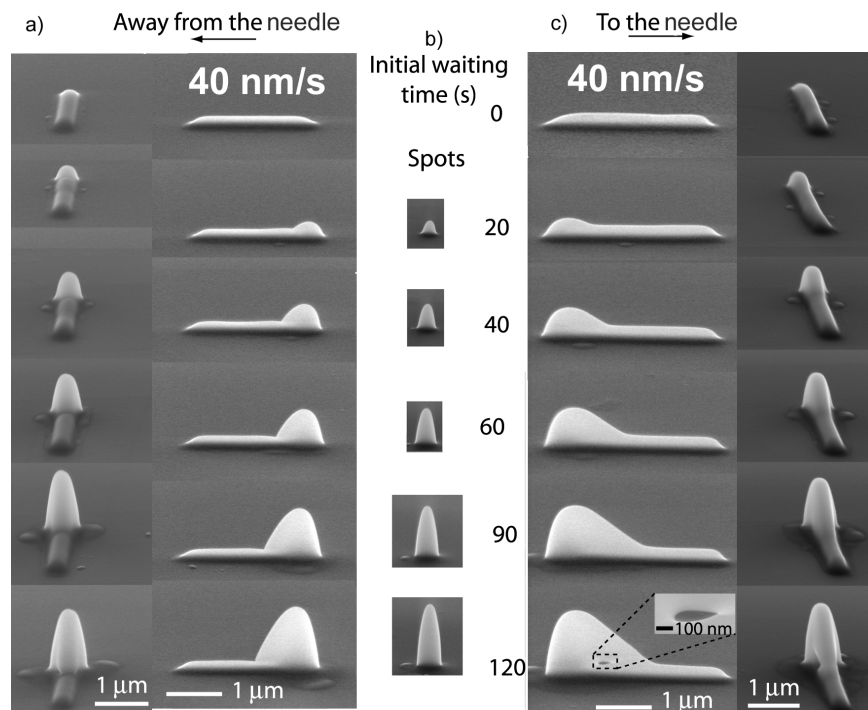 a)
Away from the needle
40 nm/s
1 μm
1 μm
b)
Initial waiting
time (s)
Spots
0
20
40
60
90
120
c)
To the needle
40 nm/s
100 nm
1 μm
1 μm